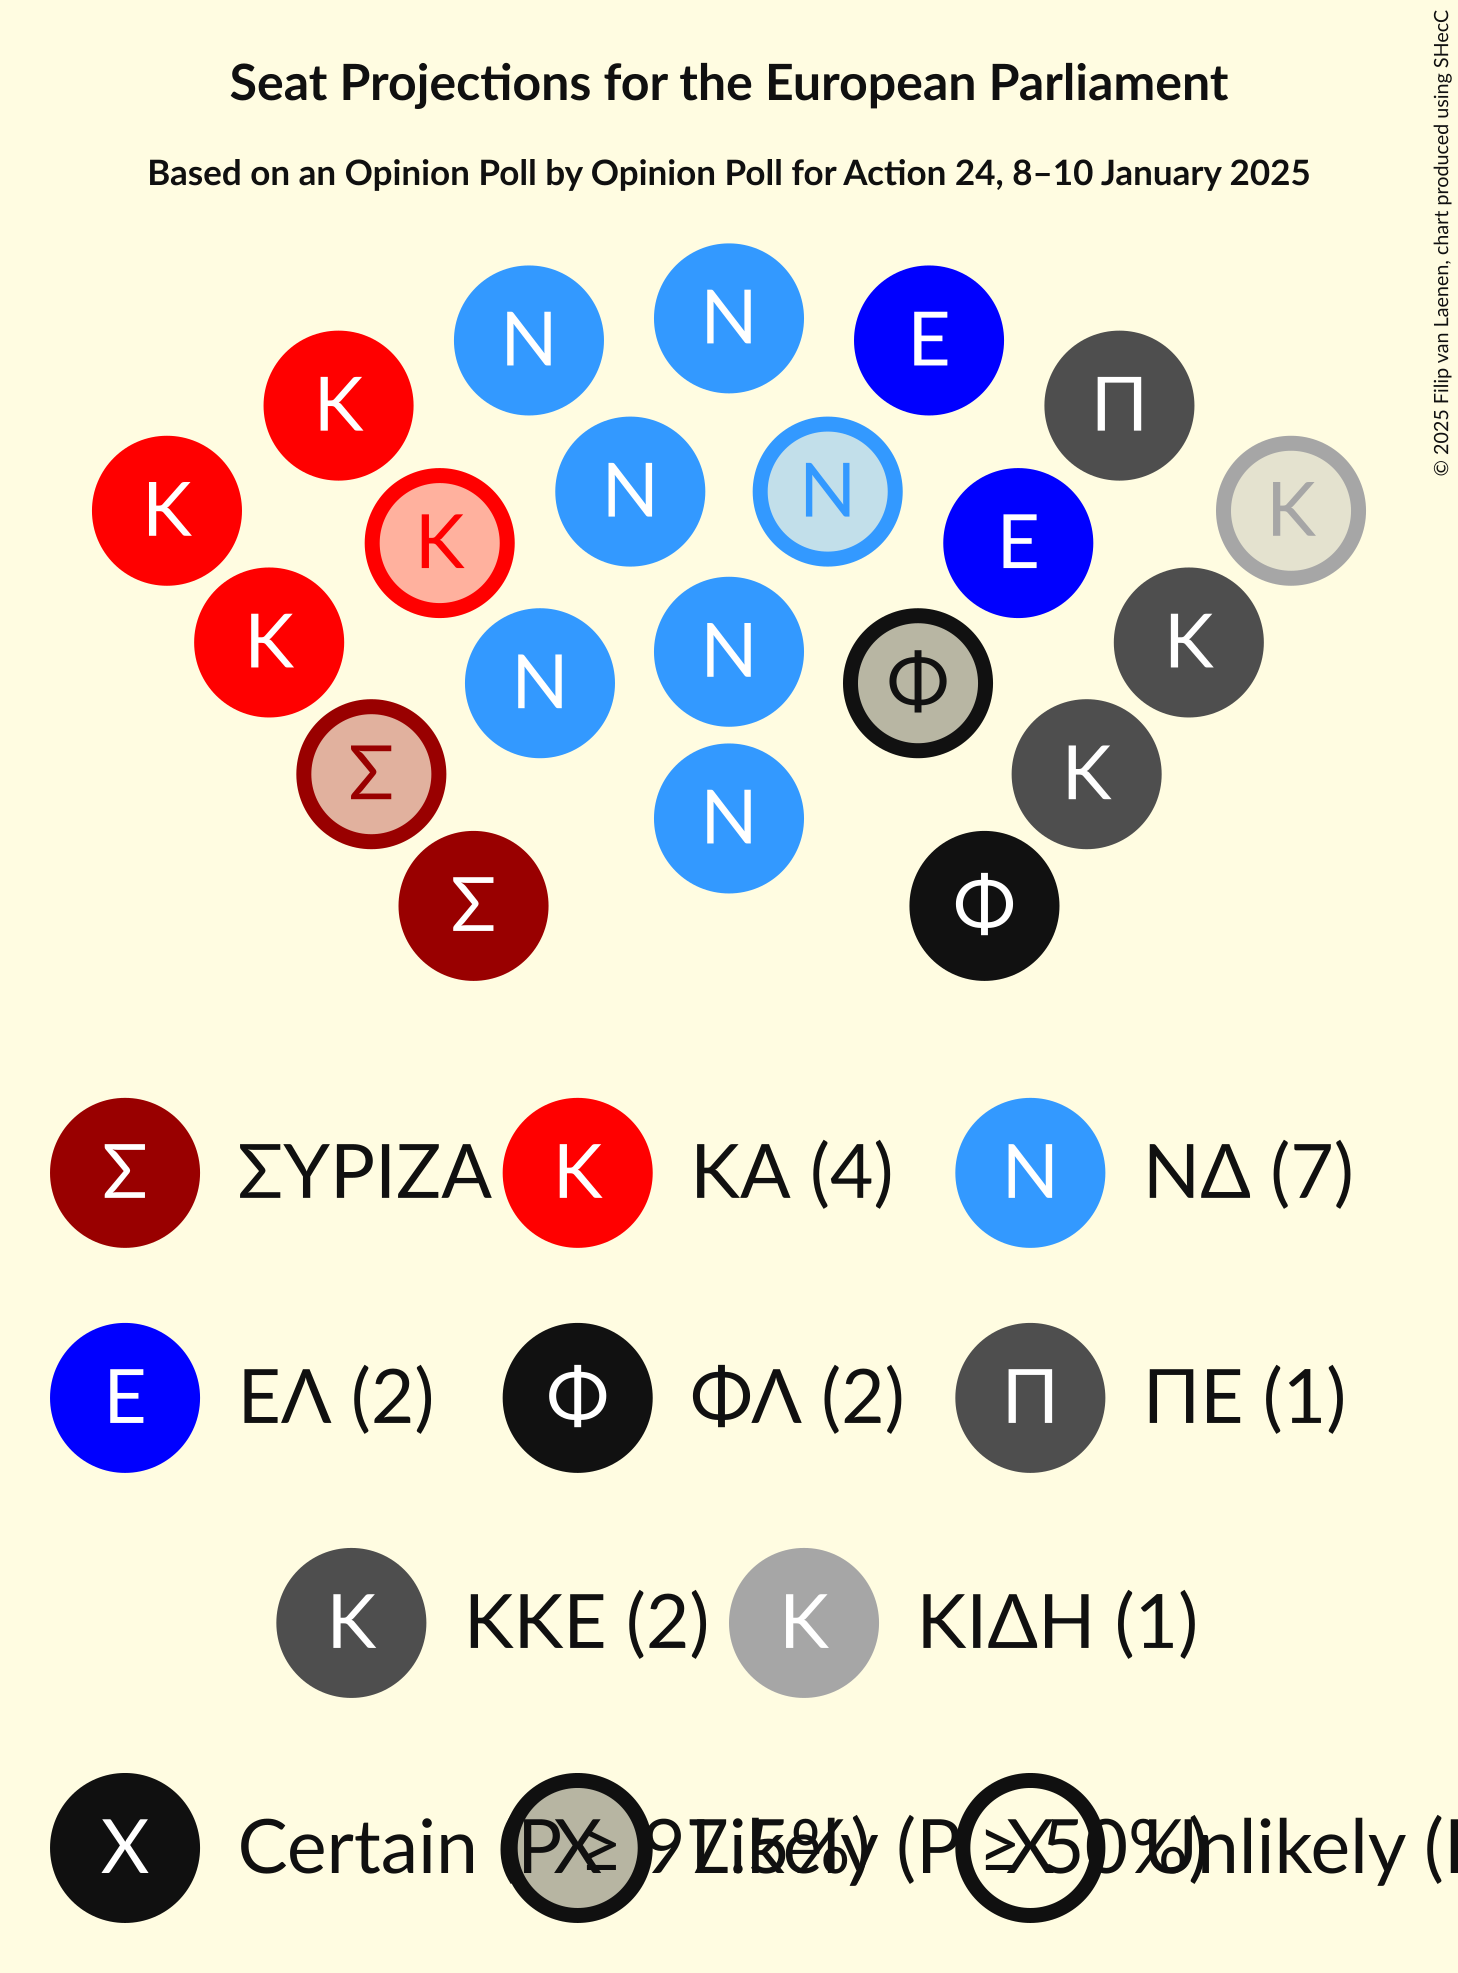 Seat Projections for the European Parliament
Based on an Opinion Poll by Opinion Poll for Action 24, 8–10 January 2025
© 2025 Filip van Laenen, chart produced using SHecC
Ν
Ν Ε
Κ Π
Ν Ν
Κ Κ
Κ Ε
Κ Κ
Ν
Ν Φ
Σ Κ
Ν
Σ Φ
Σ ΣΥΡΙΖΑ Κ ΚΑ (4) Ν ΝΔ (7)
Ε ΕΛ (2) Φ ΦΛ (2) Π ΠΕ (1)
Κ ΚΚΕ (2) Κ ΚΙΔΗ (1)
X Certain (P ≥ 97.5%) X Likely (P ≥ 50%) X Unlikely (